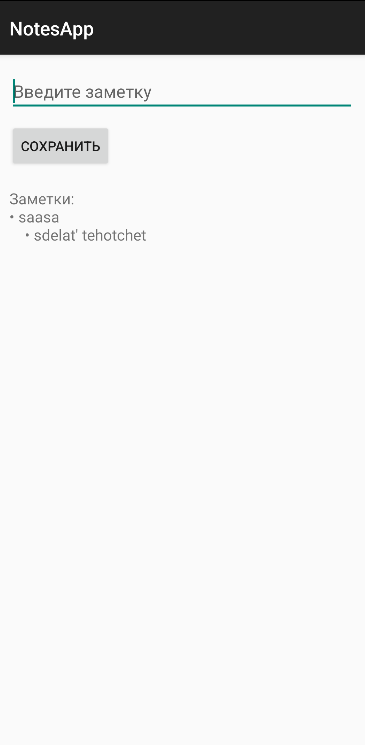 NotesApp
Введите заметку
СОХРАНИТЬ
Заметки:
• saasa
• sdelat' tehotchet